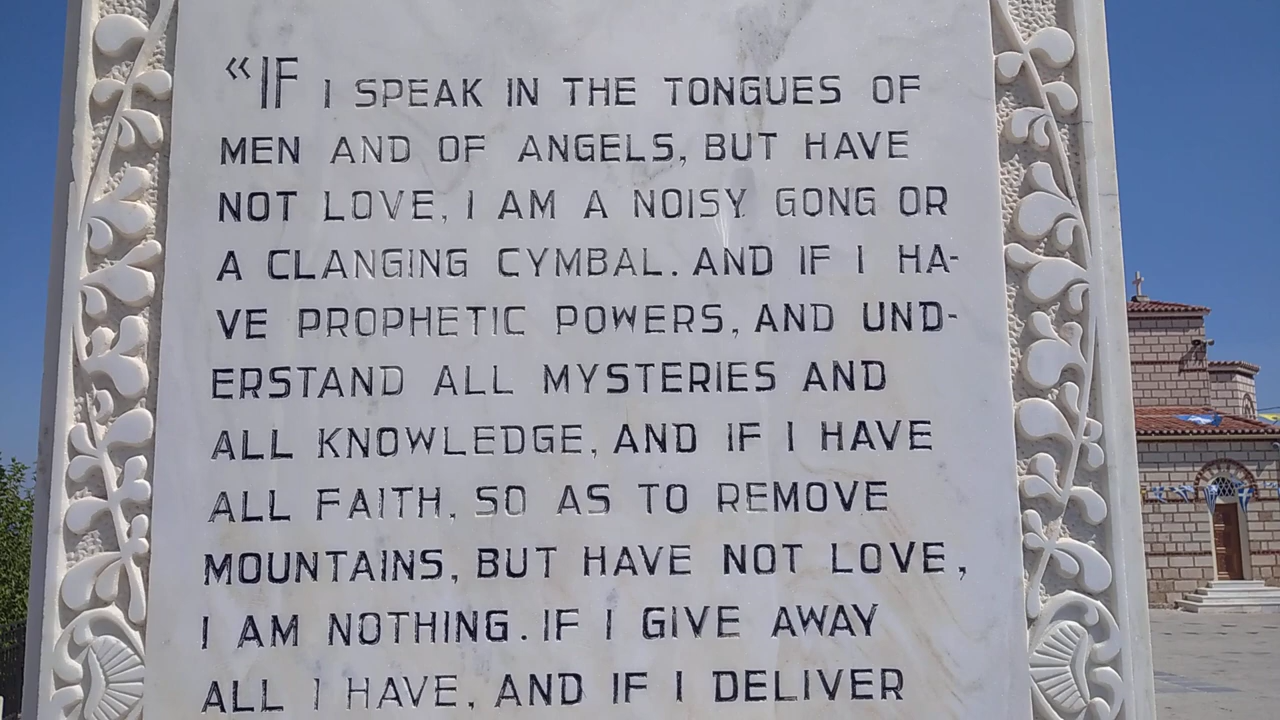 “IF I SPEAK IN THE TONGUES OF
MEN AND OF ANGELS, BUT HAVE
NOT LOVE, I AM A NOISY GONG OR
A CLANGING CYMBAL. AND IF I HA-
VE PROPHETIC POWERS, AND UND-
ERSTAND ALL MYSTERIES AND
ALL KNOWLEDGE, AND IF I HAVE
ALL FAITH, SO AS TO REMOVE
MOUNTAINS, BUT HAVE NOT LOVE,
I AM NOTHING. IF I GIVE AWAY
ALL I HAVE, AND IF I DELIVER